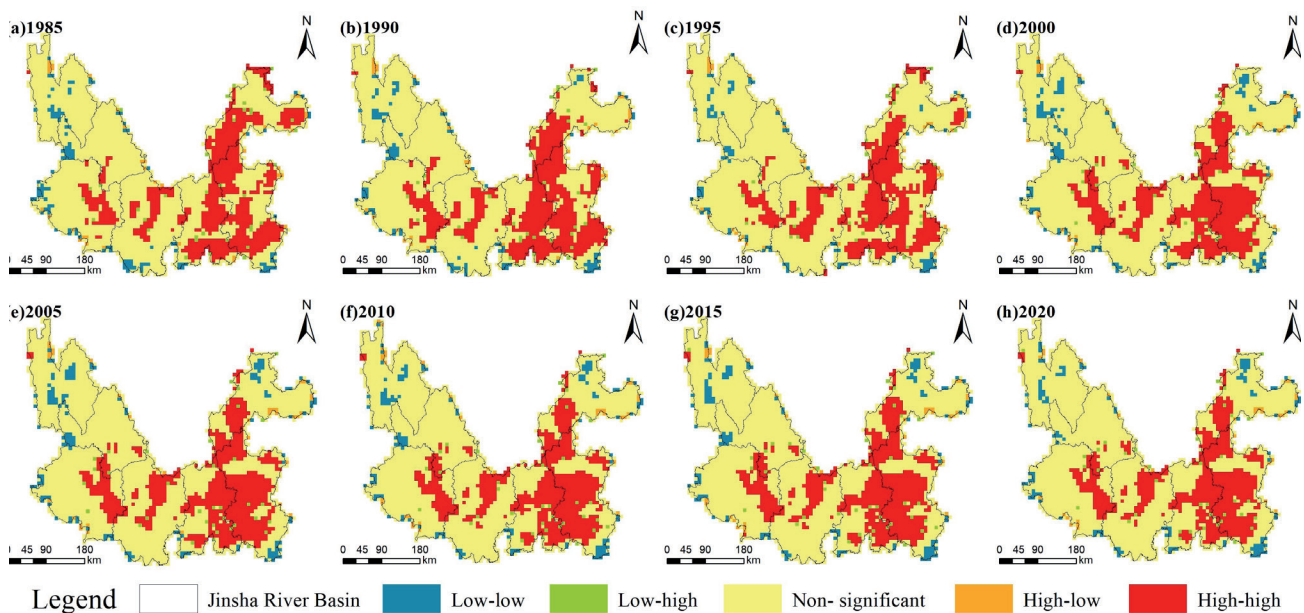 (a)1985
N
(b)1990
N
(c)1995
N
(d)2000
N
0 45 90 180
km
0 45 90 180
km
0 45 90 180
km
0 45 90 180
km
(e)2005
N
(f)2010
N
(g)2015
N
(h)2020
N
0 45 90 180
km
0 45 90 180
km
0 45 90 180
km
0 45 90 180
km
Legend Jinsha River Basin Low-low Low-high Non- significant High-low High-high